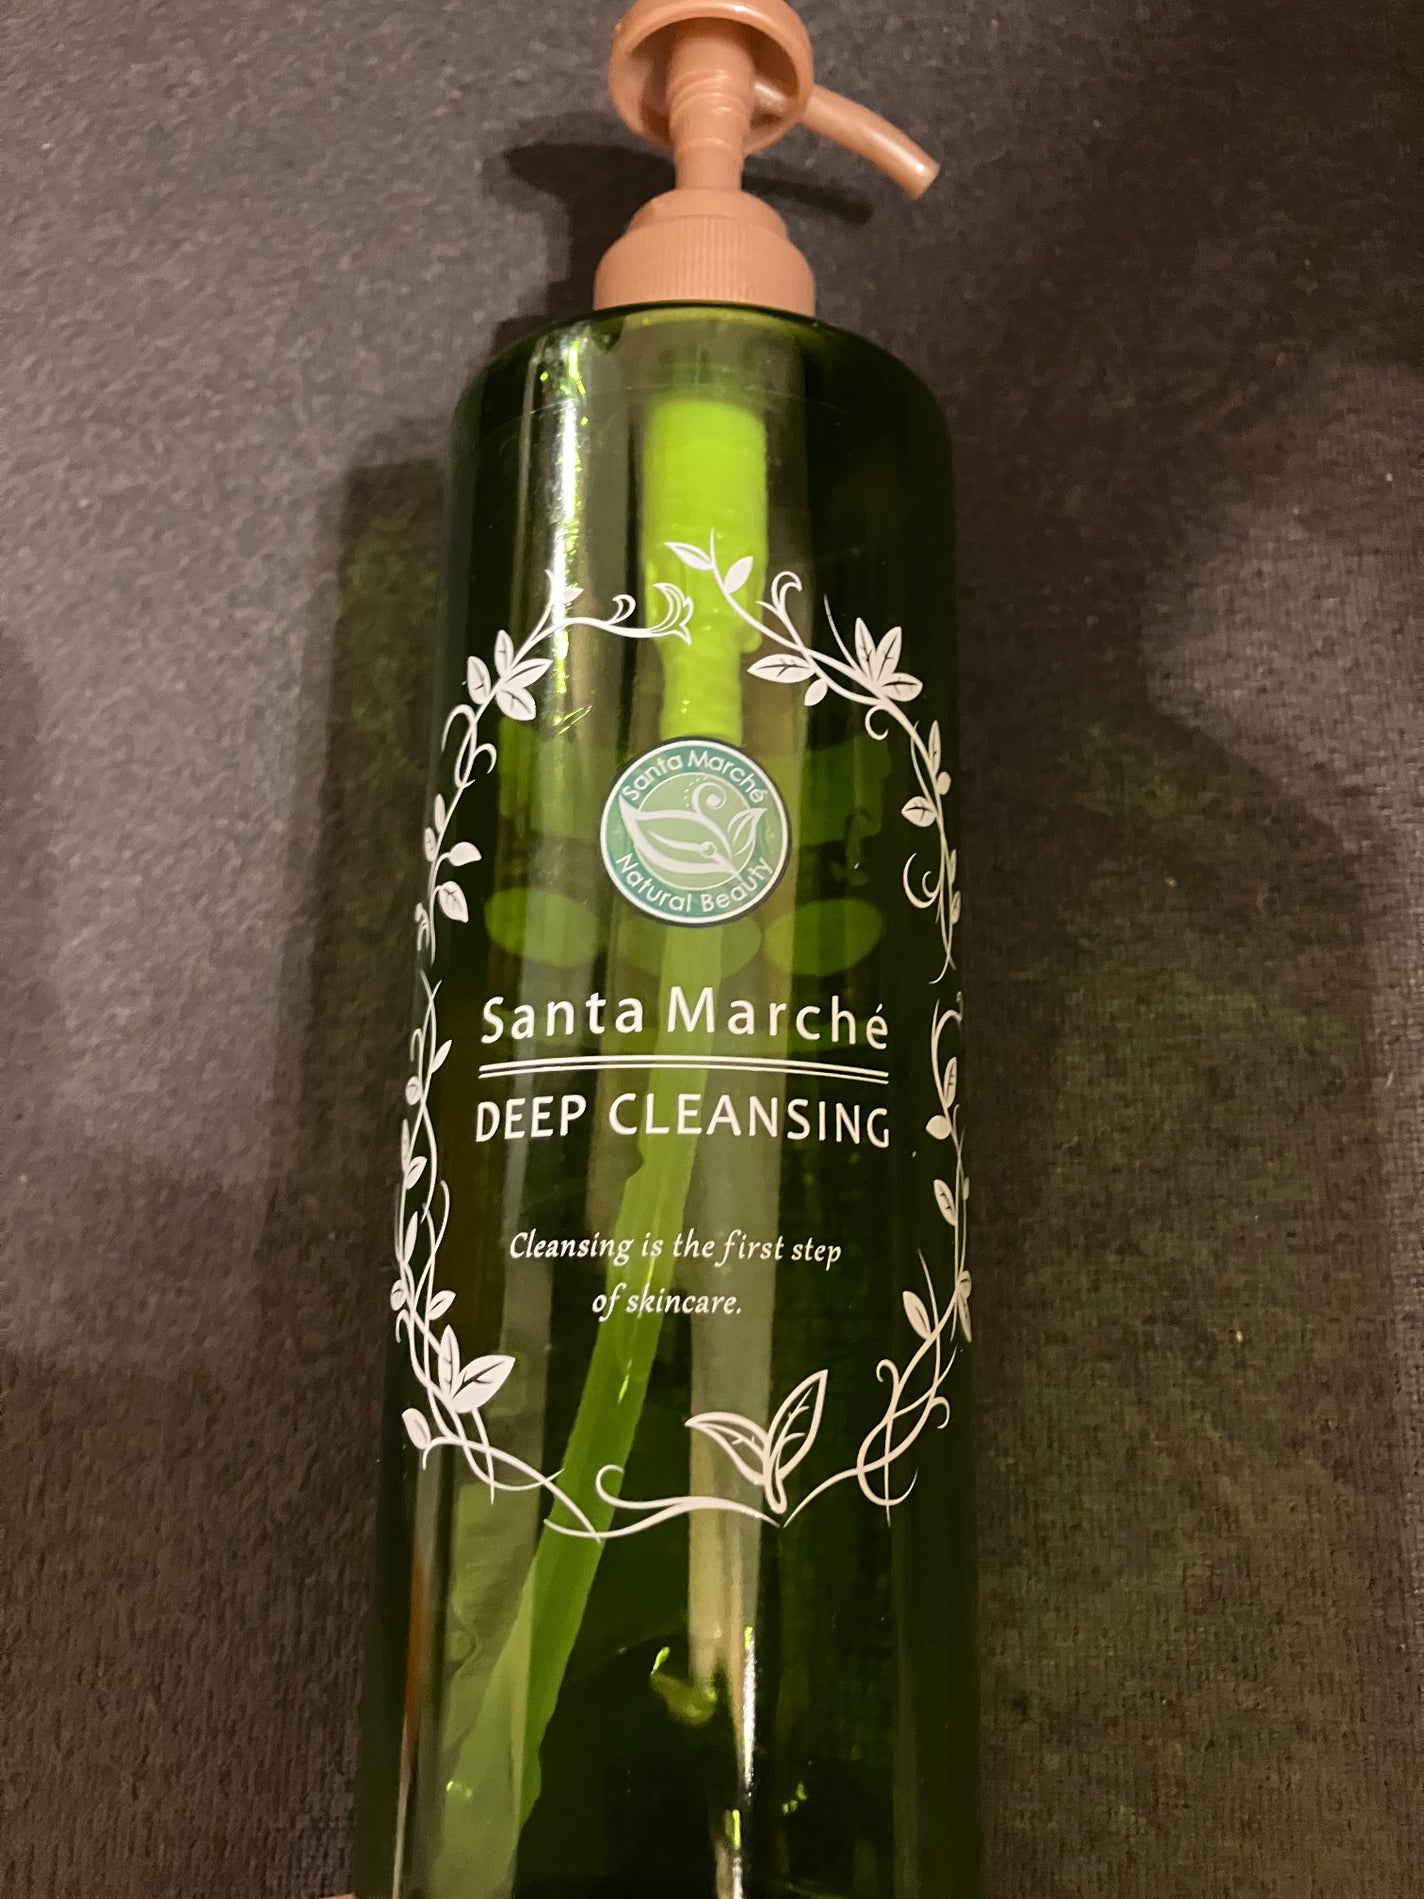 Santa Marché
Natural Beauty
Santa Marché
DEEP CLEANSING
Cleansing is the first step
of skincare.